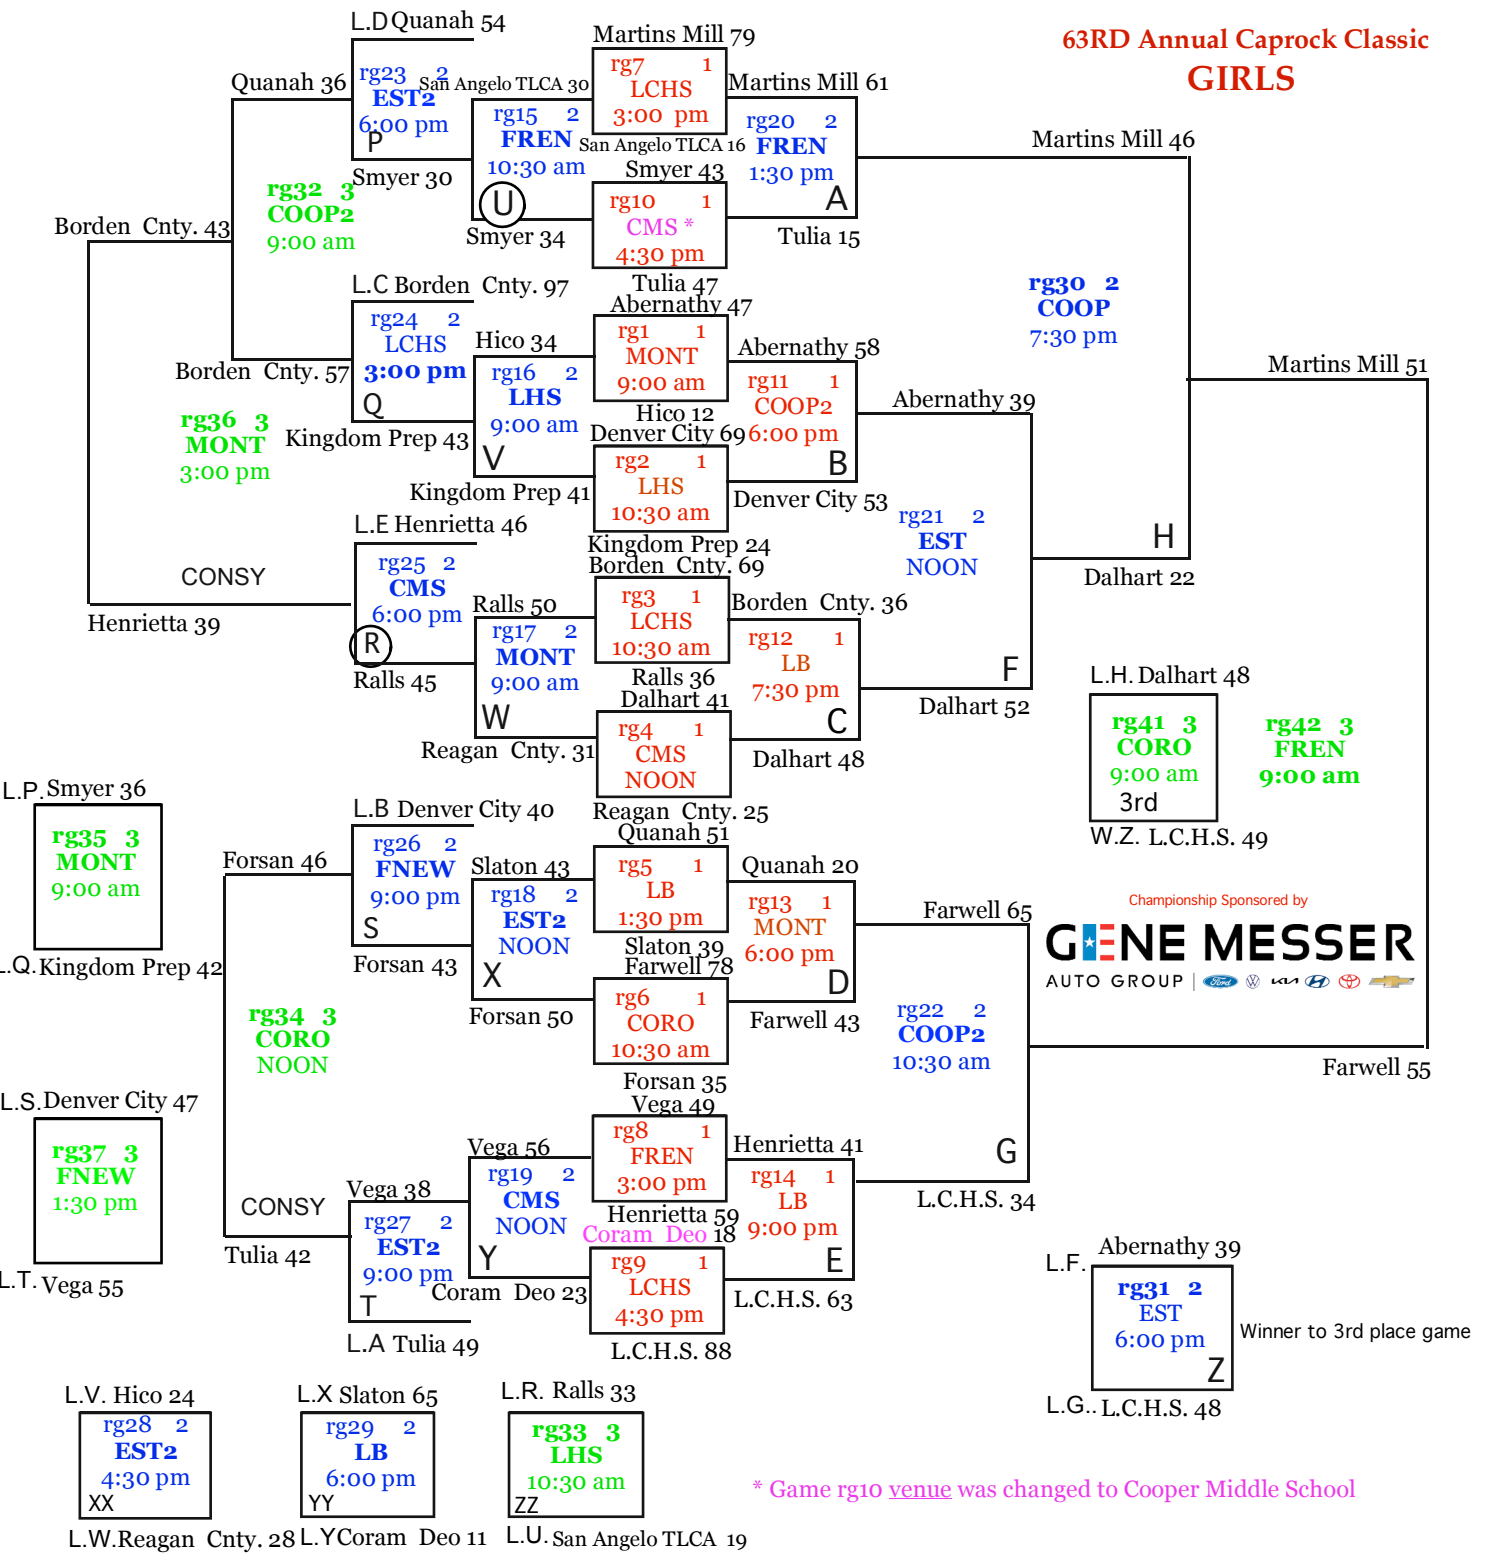 63RD Annual Caprock Classic
GIRLS
L.D Quanah 54
rg23 2
EST2
6:00 pm
P
Smyer 30
Quanah 36
rg32 3
COOP2
9:00 am
Borden Cnty. 43
L.C Borden Cnty. 97
rg24 2
LCHS
3:00 pm
Q
Kingdom Prep 43
Borden Cnty. 57
rg36 3
MONT
3:00 pm
CONSY
Henrietta 39
L.E Henrietta 46
rg25 2
CMS
6:00 pm
R
Ralls 45
San Angelo TLCA 30
rg15 2
FREN
10:30 am
U
Smyer 34
Hico 34
rg16 2
LHS
9:00 am
V
Kingdom Prep 41
Ralls 50
rg17 2
MONT
9:00 am
W
Reagan Cnty. 31
Martins Mill 79
rg7 1
LCHS
3:00 pm
San Angelo TLCA 16
Smyer 43
rg10 1
CMS *
4:30 pm
Tulia 47
Abernathy 47
rg1 1
MONT
9:00 am
Hico 12
Denver City 69
rg2 1
LHS
10:30 am
Kingdom Prep 24
Borden Cnty. 69
rg3 1
LCHS
10:30 am
Ralls 36
Dalhart 41
rg4 1
CMS
NOON
Reagan Cnty. 25
Martins Mill 61
rg20 2
FREN
1:30 pm
A
Tulia 15
Abernathy 58
rg11 1
COOP2
6:00 pm
B
Denver City 53
Borden Cnty. 36
rg12 1
LB
7:30 pm
C
Dalhart 48
Martins Mill 46
rg30 2
COOP
7:30 pm
H
Dalhart 22
Abernathy 39
rg21 2
EST
NOON
F
Dalhart 52
Martins Mill 51
L.H. Dalhart 48
rg41 3
CORO
9:00 am
3rd
W.Z. L.C.H.S. 49
rg42 3
FREN
9:00 am
Championship Sponsored by
GENE MESSER
AUTO GROUP
Ford
KIA
Farwell 55
L.P. Smyer 36
rg35 3
MONT
9:00 am
L.Q. Kingdom Prep 42
L.S. Denver City 47
rg37 3
FNEW
1:30 pm
L.T. Vega 55
Forsan 46
rg34 3
CORO
NOON
CONSY
Tulia 42
L.B Denver City 40
rg26 2
FNEW
9:00 pm
S
Forsan 43
Vega 38
rg27 2
EST2
9:00 pm
T
L.A Tulia 49
Slaton 43
rg18 2
EST2
NOON
X
Forsan 50
Vega 56
rg19 2
CMS
NOON
Y
Coram Deo 23
Quanah 51
rg5 1
LB
1:30 pm
Slaton 39
Farwell 78
rg6 1
CORO
10:30 am
Forsan 35
Vega 49
rg8 1
FREN
3:00 pm
Henrietta 59
Coram Deo 18
rg9 1
LCHS
4:30 pm
L.C.H.S. 88
Quanah 20
rg13 1
MONT
6:00 pm
D
Farwell 43
Henrietta 41
rg14 1
LB
9:00 pm
E
L.C.H.S. 63
Farwell 65
rg22 2
COOP2
10:30 am
G
L.C.H.S. 34
Abernathy 39
L.F.
rg31 2
EST
6:00 pm
Z
Winner to 3rd place game
L.G.. L.C.H.S. 48
L.V. Hico 24
rg28 2
EST2
4:30 pm
XX
L.W.Reagan Cnty. 28
L.X Slaton 65
rg29 2
LB
6:00 pm
YY
L.Y Coram Deo 11
L.R. Ralls 33
rg33 3
LHS
10:30 am
ZZ
L.U. San Angelo TLCA 19
* Game rg10 venue was changed to Cooper Middle School